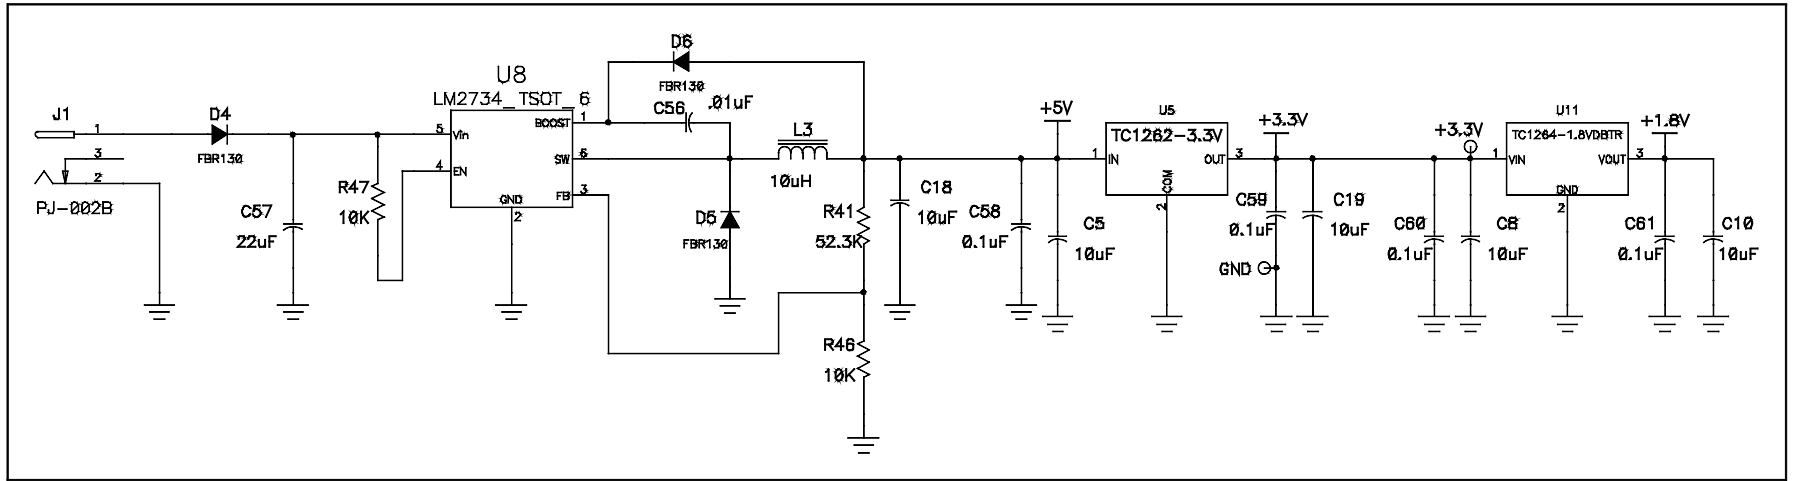 J1
1
3
2
PJ-002B
D4
FBR130
C57
22uF
R47
10K
U8
LM2734_TSOT_6
5
Vin
4
EN
BOOST
1
SW
6
FB
3
GND
2
D6
FBR130
C56
.01uF
L3
10uH
D5
FBR130
R41
52.3K
R46
10K
C18
10uF
C58
0.1uF
+5V
C5
10uF
U5
TC1262-3.3V
1
IN
OUT
3
COM
2
+3.3V
C59
0.1uF
GND
C19
10uF
C60
0.1uF
+3.3V
C8
10uF
U11
TC1264-1.8VDBTR
1
VIN
VOUT
3
GND
2
+1.8V
C61
0.1uF
C10
10uF